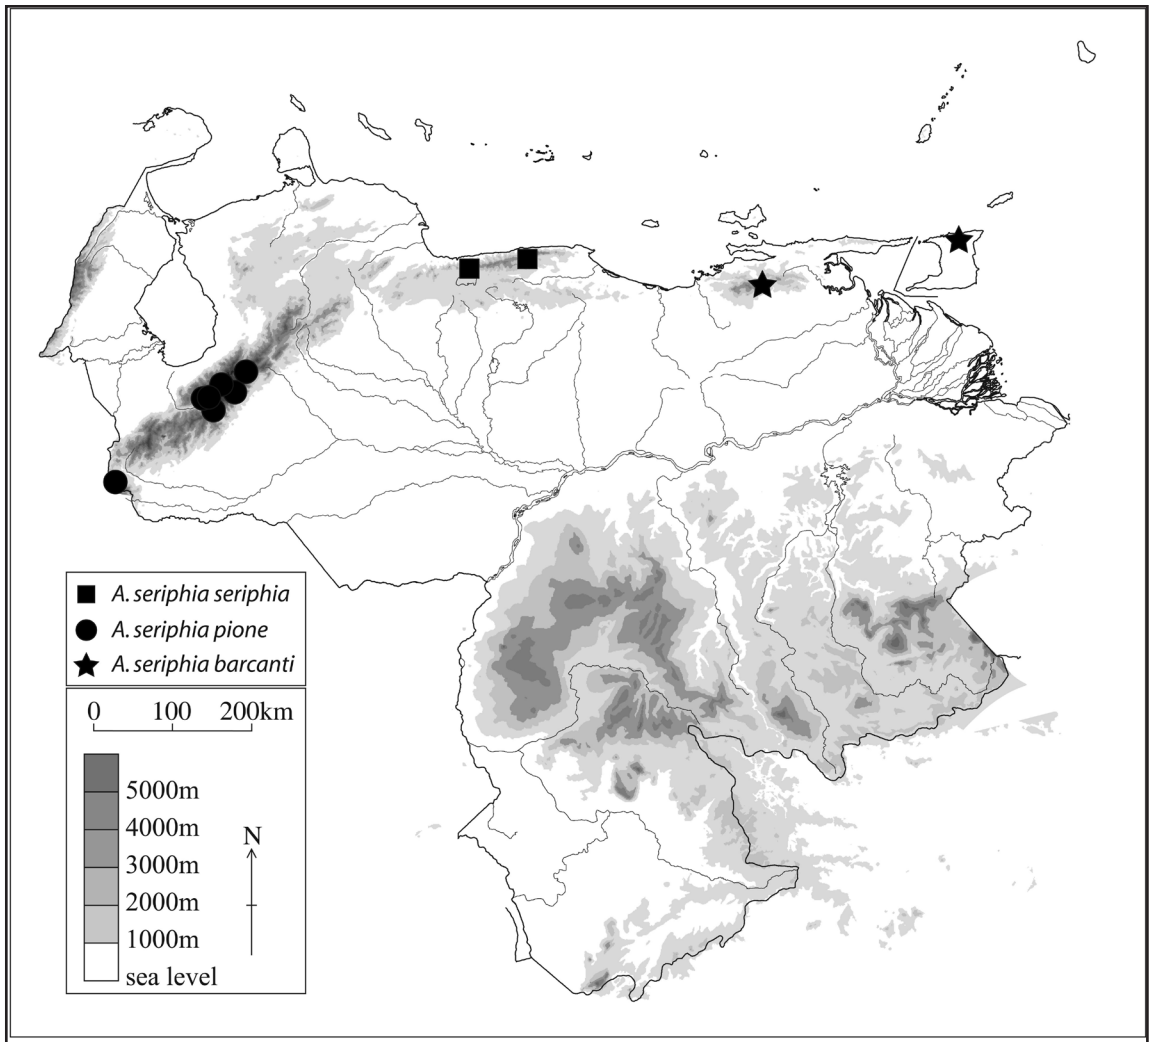 A. seriphia seriphia
A. seriphia pione
A. seriphia barcanti
0 100 200km
5000m
4000m
N
3000m
2000m
1000m
sea level